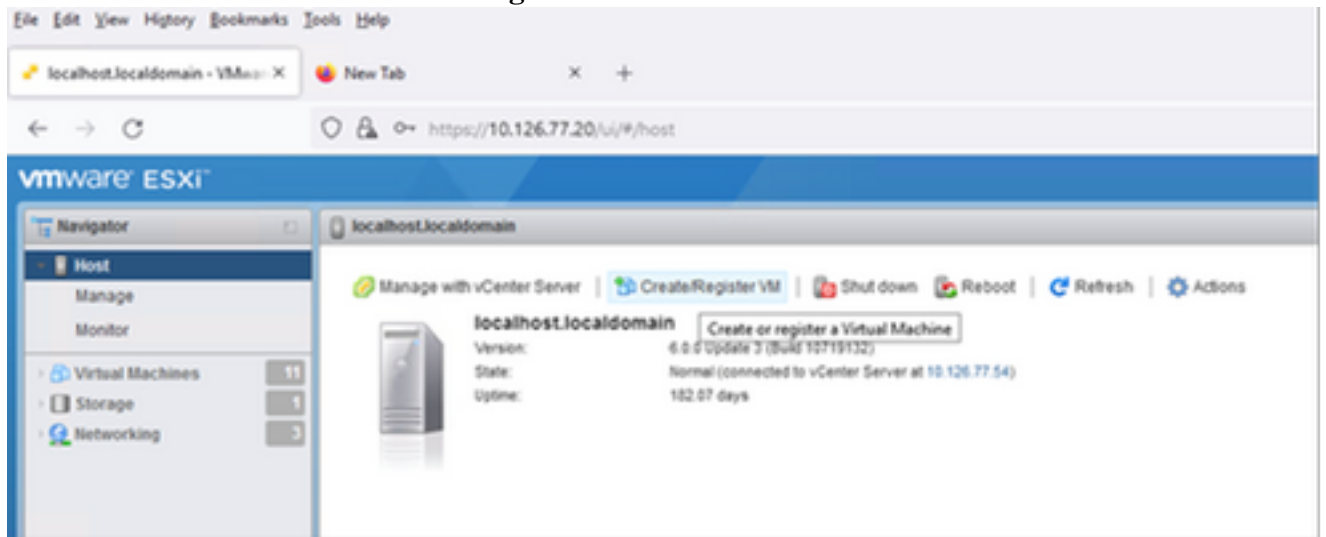 File Edit View History Bookmarks Tools Help
localhost.localdomain - VMwar × New Tab × +
https://10.126.77.20/ui/#/host
vmware ESXi™
Navigator
localhost.localdomain
Host
Manage
Monitor
Virtual Machines 11
Storage 1
Networking 3
Manage with vCenter Server | Create/Register VM | Shut down Reboot | Refresh | Actions
localhost.localdomain
Create or register a Virtual Machine
Version: 6.0.0 Update 3 (Build 10719132)
State: Normal (connected to vCenter Server at 10.126.77.54)
Uptime: 182.07 days